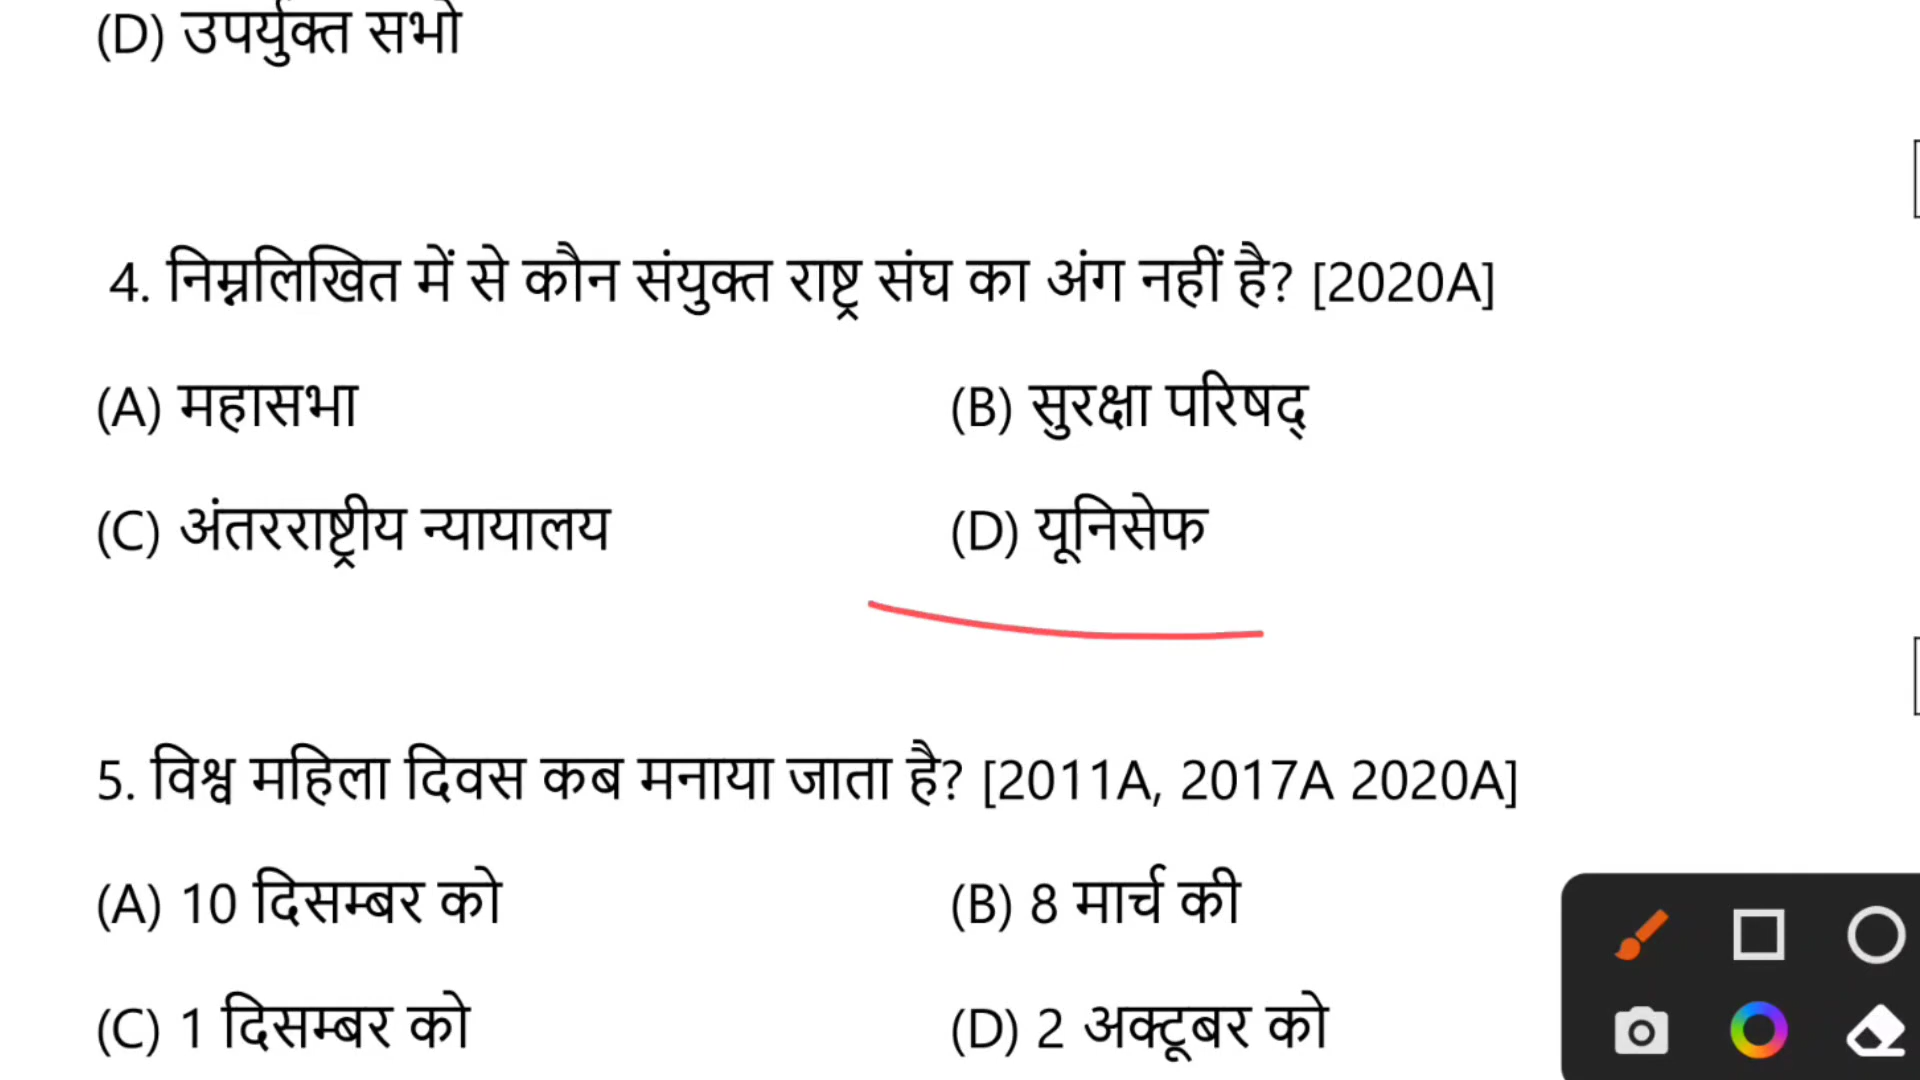 (D) उपर्युक्त सभी
4. निम्नलिखित में से कौन संयुक्त राष्ट्र संघ का अंग नहीं है? [2020A]
(A) महासभा (B) सुरक्षा परिषद्
(C) अंतरराष्ट्रीय न्यायालय (D) यूनिसेफ
5. विश्व महिला दिवस कब मनाया जाता है? [2011A, 2017A 2020A]
(A) 10 दिसम्बर को (B) 8 मार्च की
(C) 1 दिसम्बर को (D) 2 अक्टूबर को